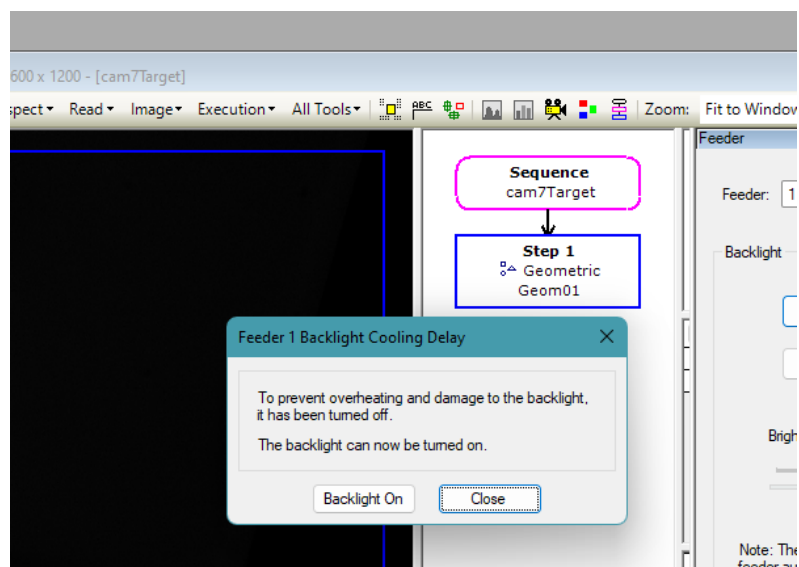 600 x 1200 - [cam7Target]
spect Read Image Execution All Tools ABC Zoom: Fit to Window
Feeder
Sequence
cam7Target
Feeder: 1
Step 1
Geometric
Geom01
Backlight
Feeder 1 Backlight Cooling Delay
To prevent overheating and damage to the backlight,
it has been turned off.
The backlight can now be turned on.
Backlight On Close
Brigh
Note: The